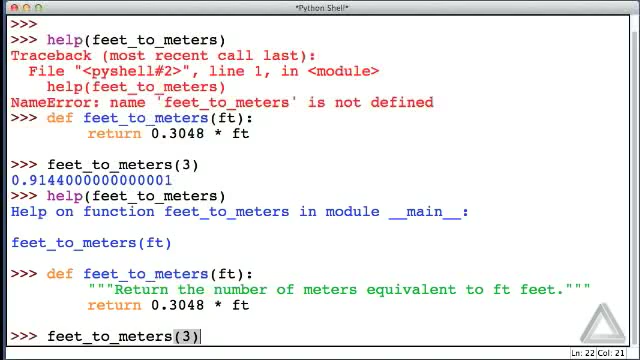 *Python Shell*
>>>
>>> help(feet_to_meters)
Traceback (most recent call last):
  File "<pyshell#2>", line 1, in <module>
    help(feet_to_meters)
NameError: name 'feet_to_meters' is not defined
>>> def feet_to_meters(ft):
        return 0.3048 * ft

>>> feet_to_meters(3)
0.9144000000000001
>>> help(feet_to_meters)
Help on function feet_to_meters in module __main__:

feet_to_meters(ft)

>>> def feet_to_meters(ft):
        """Return the number of meters equivalent to ft feet."""
        return 0.3048 * ft

>>> feet_to_meters(3)
Ln: 22 Col: 21